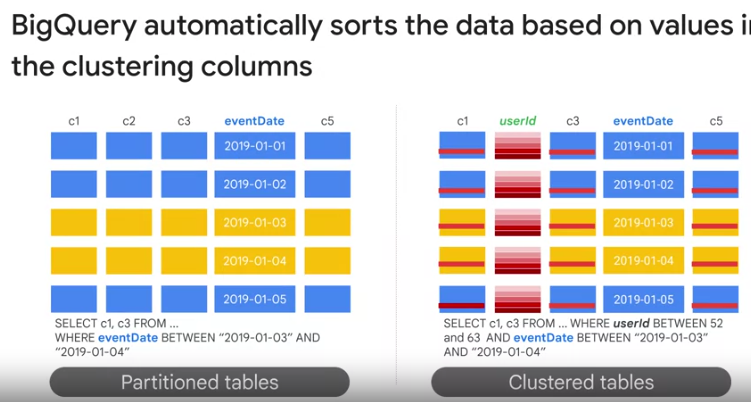 BigQuery automatically sorts the data based on values
the clustering columns
c1 c2 c3 eventDate c5
2019-01-01
2019-01-02
2019-01-03
2019-01-04
2019-01-05
SELECT c1, c3 FROM ...
WHERE eventDate BETWEEN “2019-01-03” AND
“2019-01-04”
Partitioned tables
c1 userId c3 eventDate c5
2019-01-01
2019-01-02
2019-01-03
2019-01-04
2019-01-05
SELECT c1, c3 FROM ... WHERE userId BETWEEN 52
and 63 AND eventDate BETWEEN “2019-01-03”
AND “2019-01-04”
Clustered tables